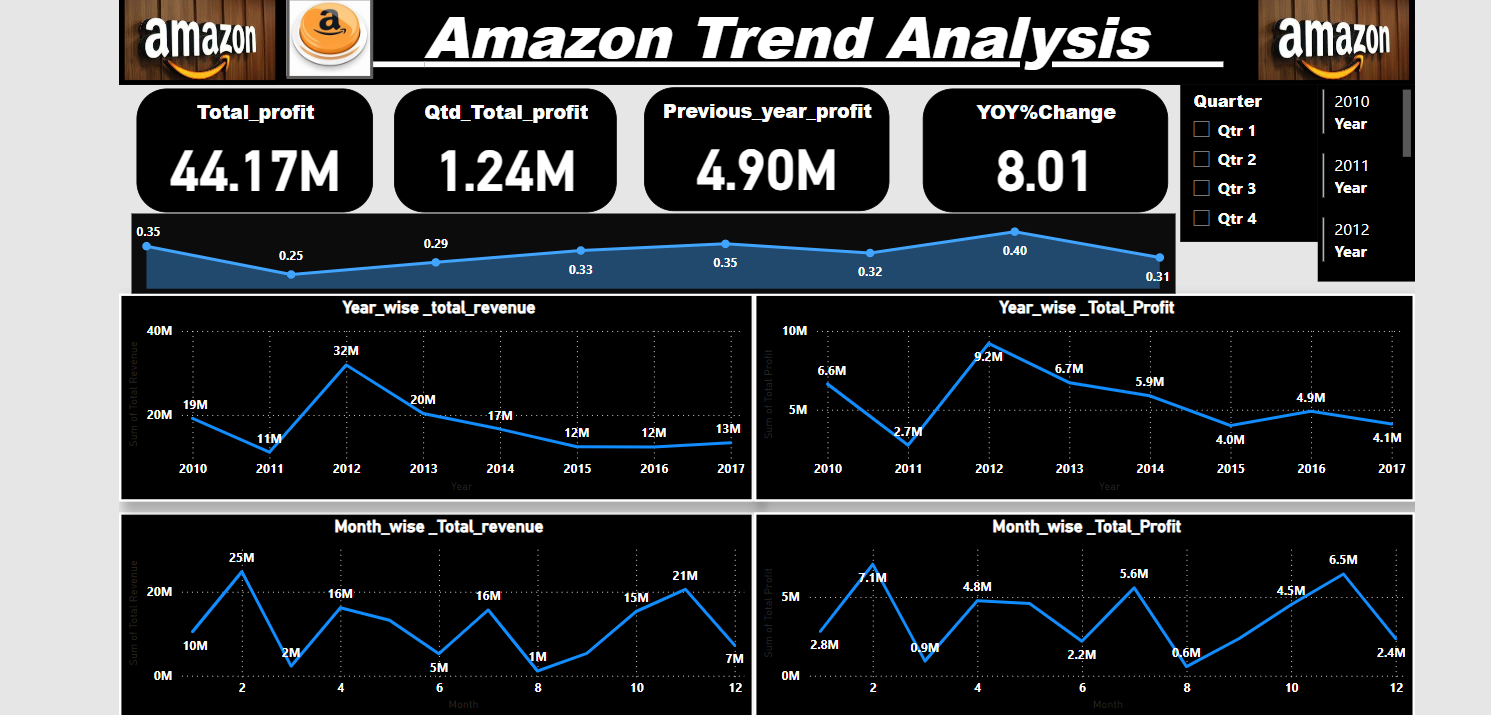 amazon
a
Amazon Trend Analysis
amazon
Total_profit
44.17M
Qtd_Total_profit
1.24M
Previous_year_profit
4.90M
YOY%Change
8.01
Quarter
Qtr 1
Qtr 2
Qtr 3
Qtr 4
2010
Year
2011
Year
2012
Year
0.35
0.25
0.29
0.33
0.35
0.32
0.40
0.31
Year_wise _total_revenue
Sum of Total Revenue
40M
20M
19M
11M
32M
20M
17M
12M
12M
13M
2010 2011 2012 2013 2014 2015 2016 2017
Year
Year_wise _Total_Profit
Sum of Total Profit
10M
5M
6.6M
2.7M
9.2M
6.7M
5.9M
4.0M
4.9M
4.1M
2010 2011 2012 2013 2014 2015 2016 2017
Year
Month_wise _Total_revenue
Sum of Total Revenue
20M
0M
10M
25M
2M
16M
5M
16M
1M
15M
21M
7M
2 4 6 8 10 12
Month
Month_wise _Total_Profit
Sum of Total Profit
5M
0M
2.8M
7.1M
0.9M
4.8M
2.2M
5.6M
0.6M
4.5M
6.5M
2.4M
2 4 6 8 10 12
Month